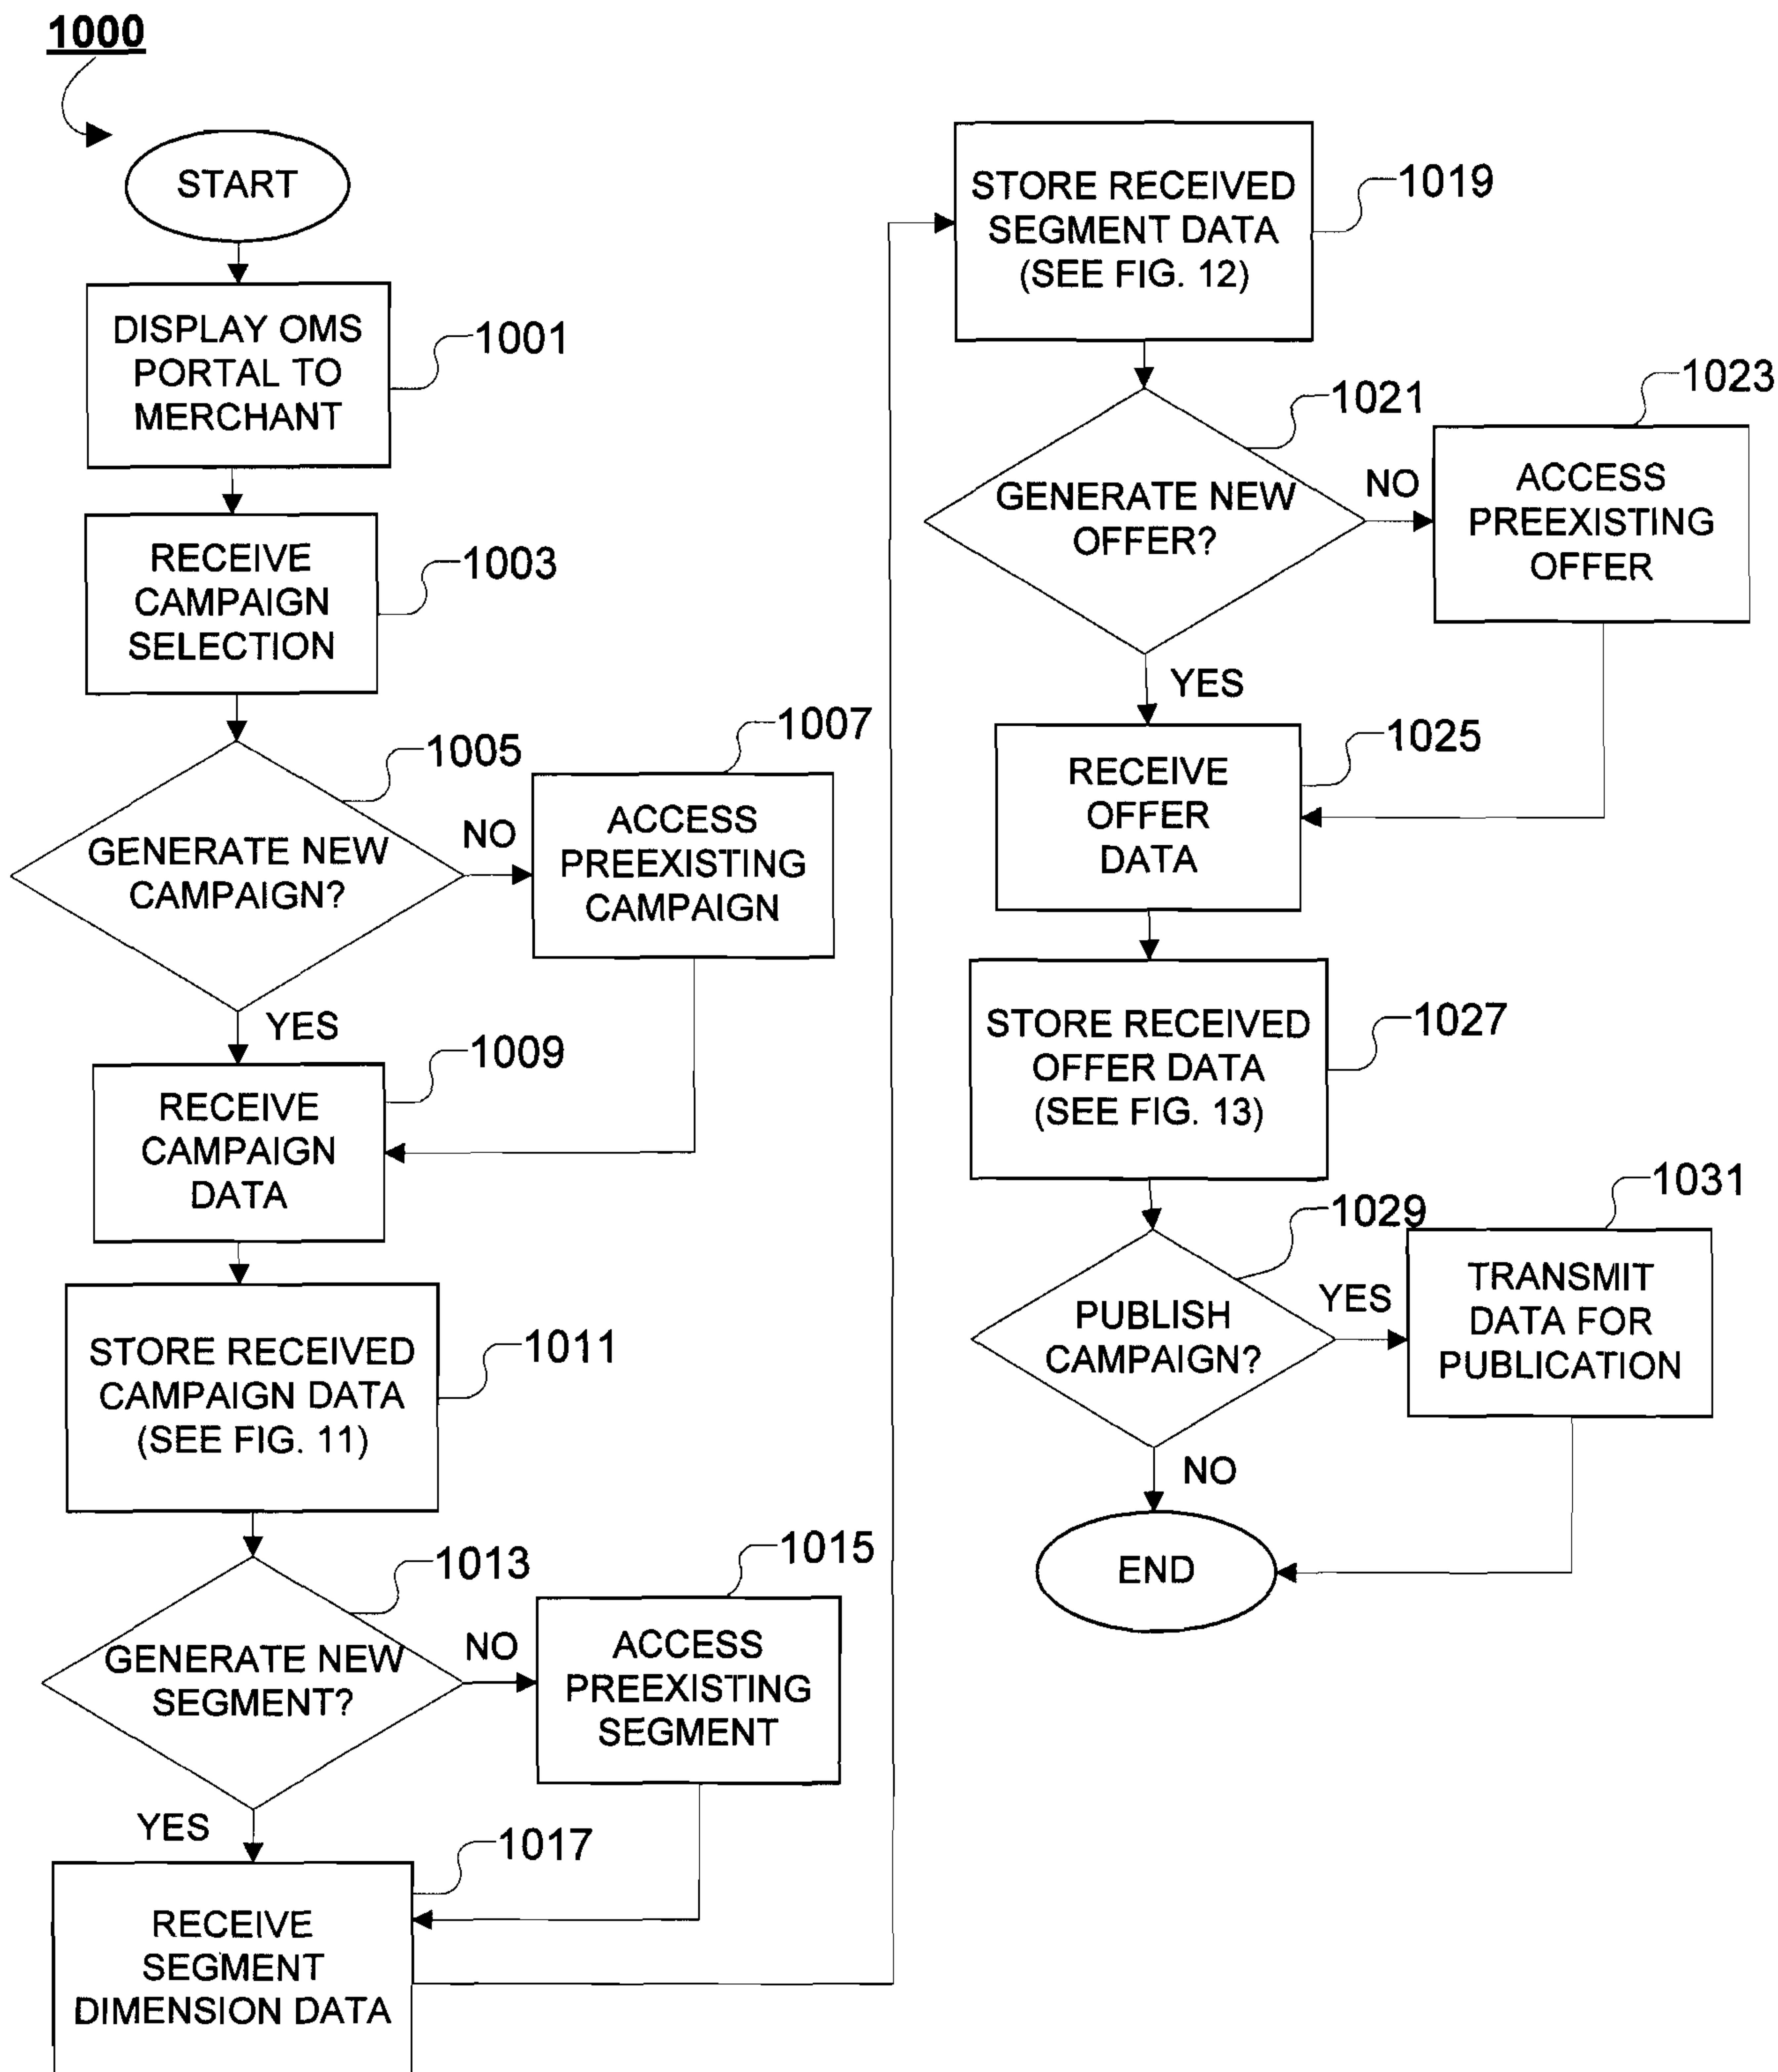 1000
START
DISPLAY OMS
PORTAL TO
MERCHANT
1001
RECEIVE
CAMPAIGN
SELECTION
1003
GENERATE NEW
CAMPAIGN?
1005
NO
ACCESS
PREEXISTING
CAMPAIGN
1007
YES
RECEIVE
CAMPAIGN
DATA
1009
STORE RECEIVED
CAMPAIGN DATA
(SEE FIG. 11)
1011
GENERATE NEW
SEGMENT?
1013
NO
ACCESS
PREEXISTING
SEGMENT
1015
YES
RECEIVE
SEGMENT
DIMENSION DATA
1017
STORE RECEIVED
SEGMENT DATA
(SEE FIG. 12)
1019
GENERATE NEW
OFFER?
1021
NO
ACCESS
PREEXISTING
OFFER
1023
YES
RECEIVE
OFFER
DATA
1025
STORE RECEIVED
OFFER DATA
(SEE FIG. 13)
1027
PUBLISH
CAMPAIGN?
1029
YES
TRANSMIT
DATA FOR
PUBLICATION
1031
NO
END